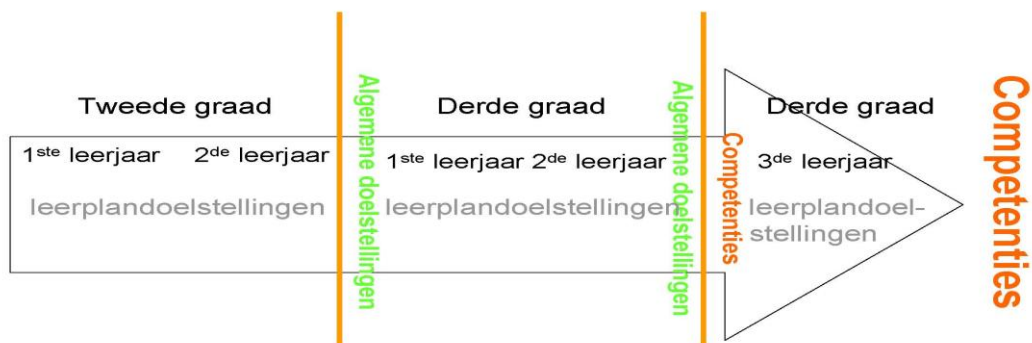 Tweede graad
1ste leerjaar 2de leerjaar
leerplandoelstellingen
Algemene doelstellingen
Derde graad
1ste leerjaar 2de leerjaar
leerplandoelstellingen
Algemene doelstellingen
Competenties
Derde graad
3de leerjaar
leerplandoel-
stellingen
Competenties